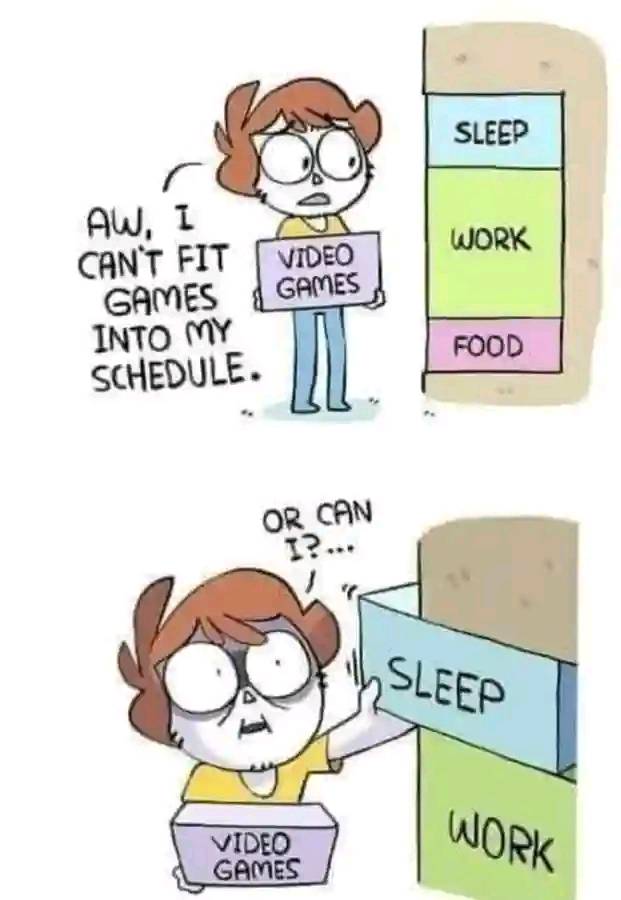 AW, I
CAN'T FIT
GAMES
INTO MY
SCHEDULE.
VIDEO
GAMES
SLEEP
WORK
FOOD
OR CAN
I?...
SLEEP
VIDEO
GAMES
WORK